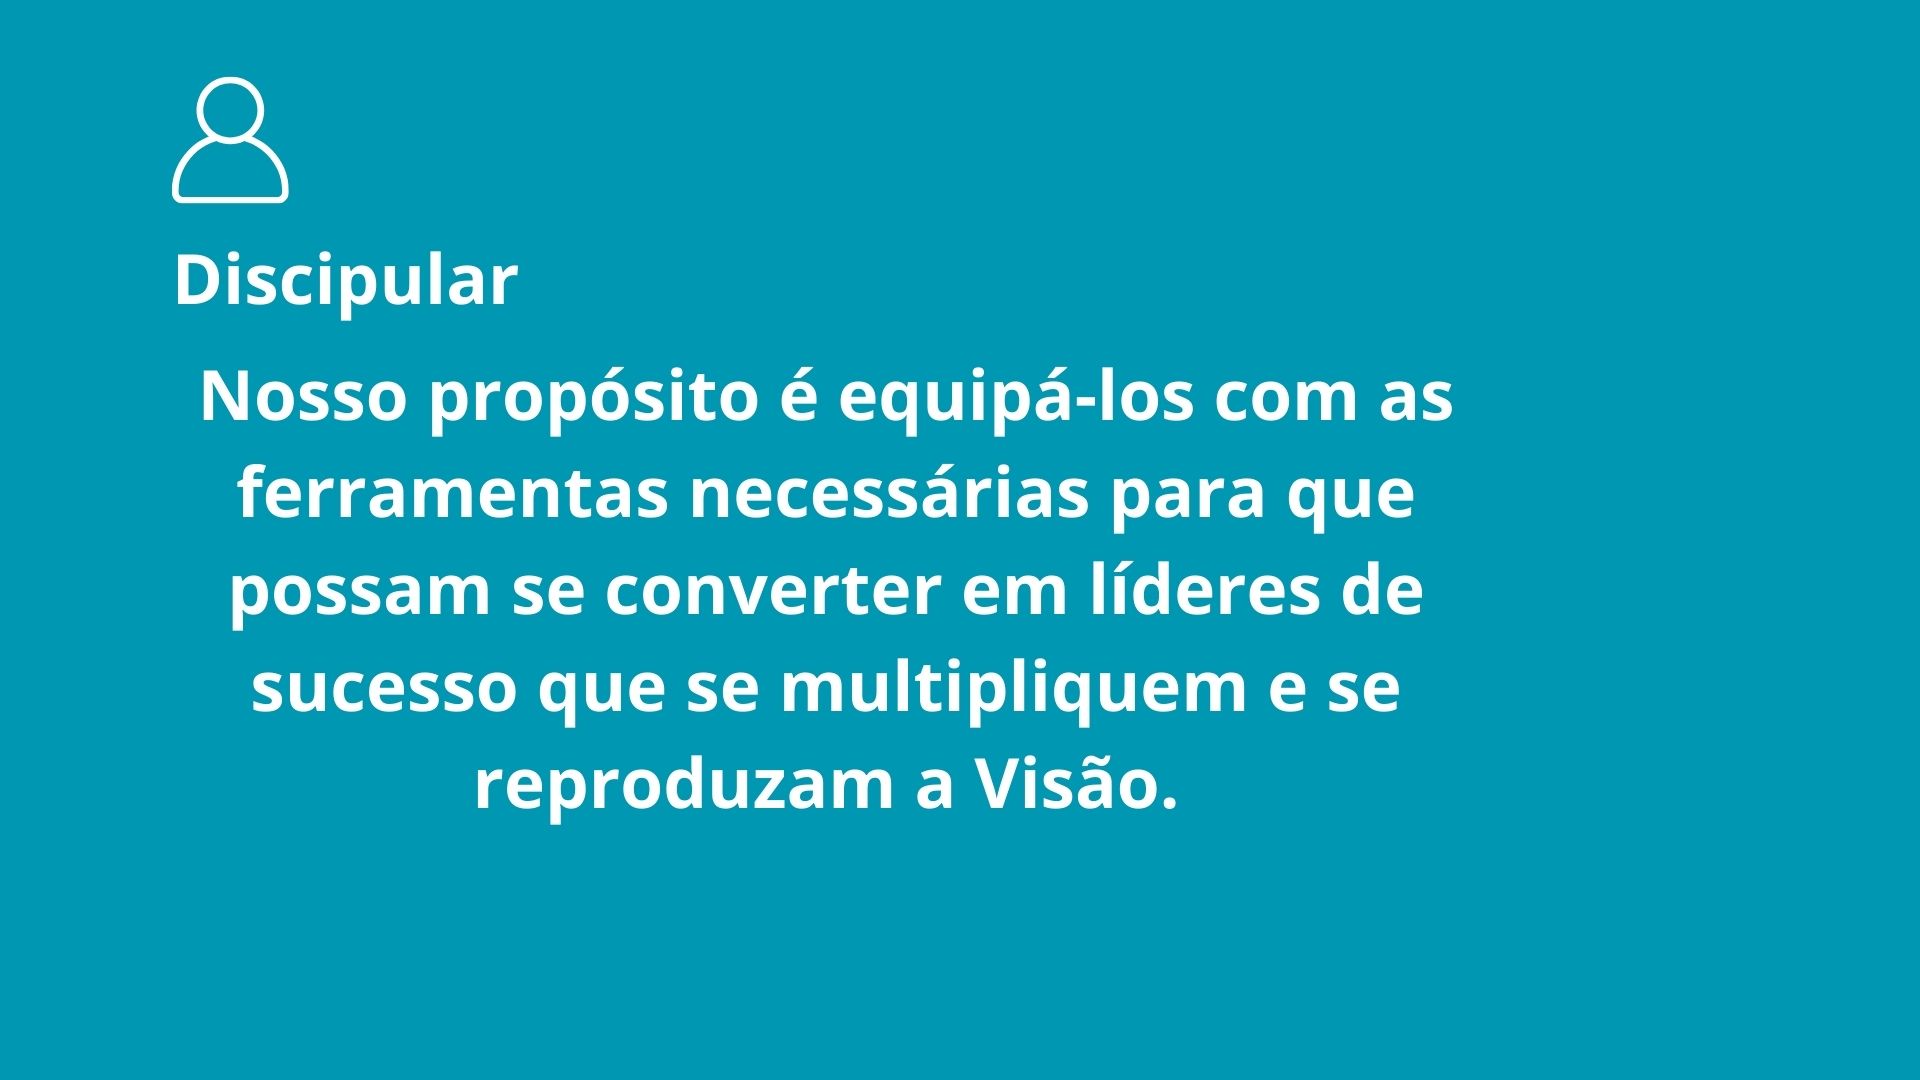 Discipular
Nosso propósito é equipá-los com as
ferramentas necessárias para que
possam se converter em líderes de
sucesso que se multipliquem e se
reproduzam a Visão.